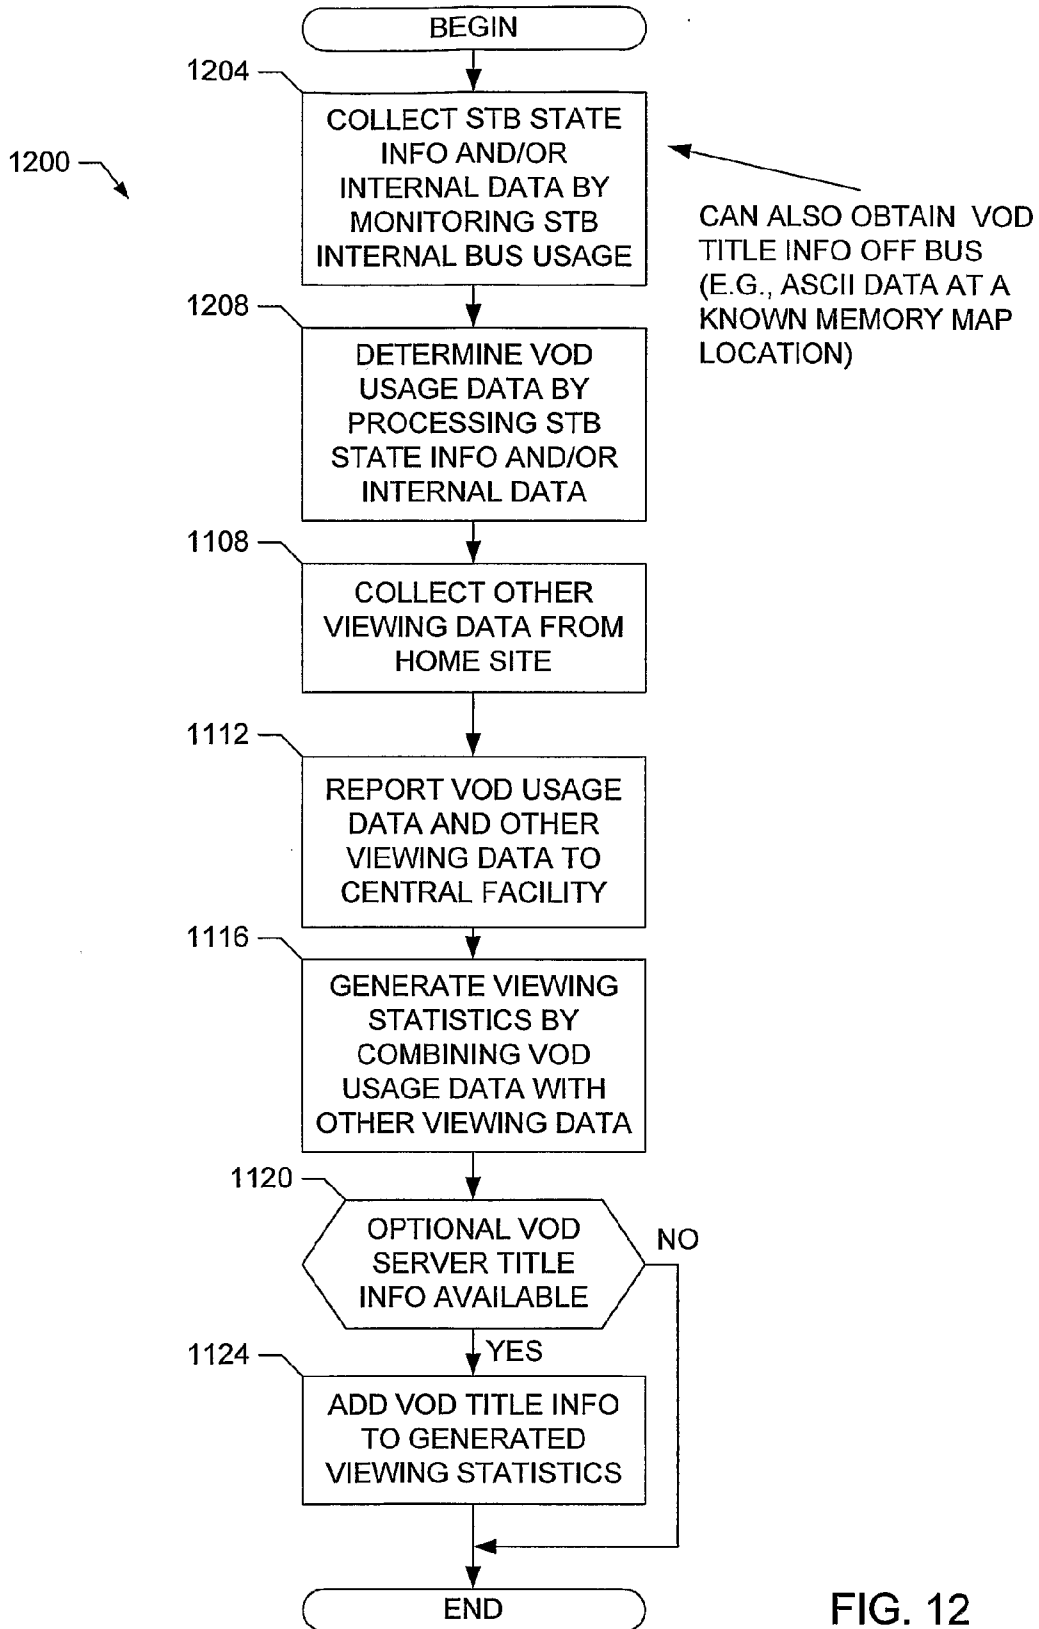 BEGIN
1204
COLLECT STB STATE
INFO AND/OR
INTERNAL DATA BY
MONITORING STB
INTERNAL BUS USAGE
1200
CAN ALSO OBTAIN VOD
TITLE INFO OFF BUS
(E.G., ASCII DATA AT A
KNOWN MEMORY MAP
LOCATION)
1208
DETERMINE VOD
USAGE DATA BY
PROCESSING STB
STATE INFO AND/OR
INTERNAL DATA
1108
COLLECT OTHER
VIEWING DATA FROM
HOME SITE
1112
REPORT VOD USAGE
DATA AND OTHER
VIEWING DATA TO
CENTRAL FACILITY
1116
GENERATE VIEWING
STATISTICS BY
COMBINING VOD
USAGE DATA WITH
OTHER VIEWING DATA
1120
OPTIONAL VOD
SERVER TITLE
INFO AVAILABLE
NO
YES
1124
ADD VOD TITLE INFO
TO GENERATED
VIEWING STATISTICS
END
FIG. 12